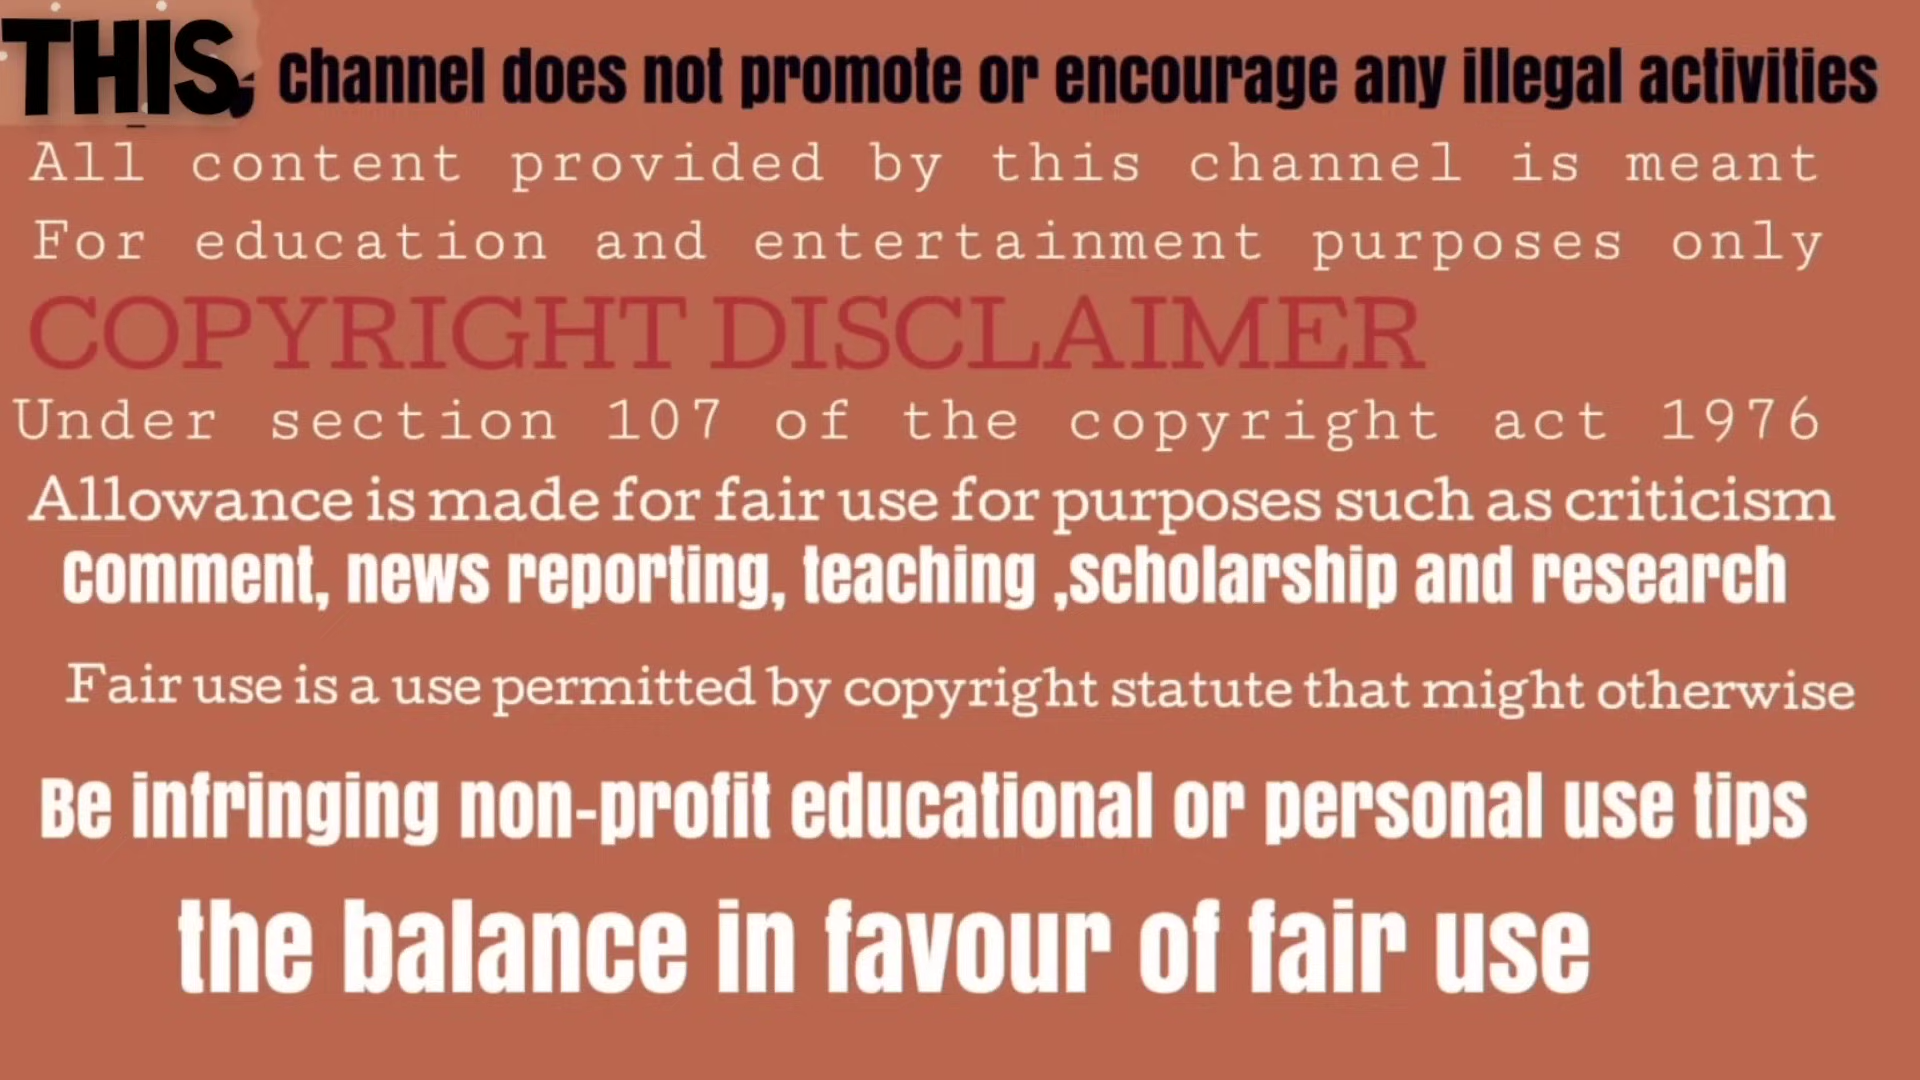 THIS channel does not promote or encourage any illegal activities
All content provided by this channel is meant
For education and entertainment purposes only
COPYRIGHT DISCLAIMER
Under section 107 of the copyright act 1976
Allowance is made for fair use for purposes such as criticism
comment, news reporting, teaching ,scholarship and research
Fair use is a use permitted by copyright statute that might otherwise
Be infringing non-profit educational or personal use tips
the balance in favour of fair use